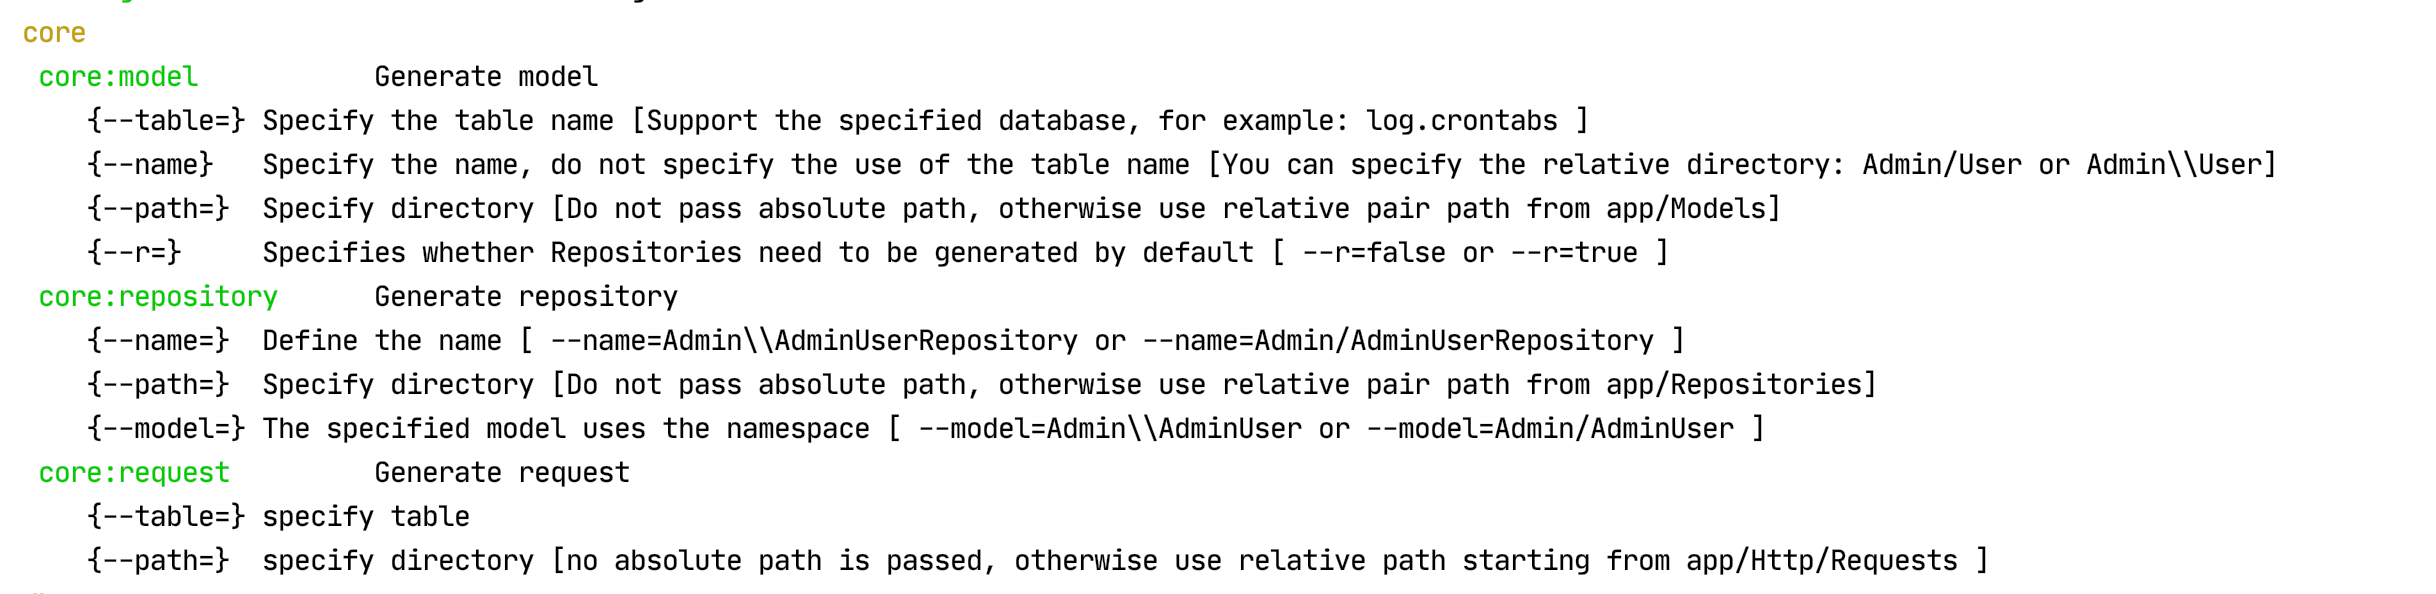 core
core:model Generate model
{--table=} Specify the table name [Support the specified database, for example: log.crontabs ]
{--name} Specify the name, do not specify the use of the table name [You can specify the relative directory: Admin/User or Admin\\User]
{--path=} Specify directory [Do not pass absolute path, otherwise use relative pair path from app/Models]
{--r=} Specifies whether Repositories need to be generated by default [ --r=false or --r=true ]
core:repository Generate repository
{--name=} Define the name [ --name=Admin\\AdminUserRepository or --name=Admin/AdminUserRepository ]
{--path=} Specify directory [Do not pass absolute path, otherwise use relative pair path from app/Repositories]
{--model=} The specified model uses the namespace [ --model=Admin\\AdminUser or --model=Admin/AdminUser ]
core:request Generate request
{--table=} specify table
{--path=} specify directory [no absolute path is passed, otherwise use relative path starting from app/Http/Requests ]